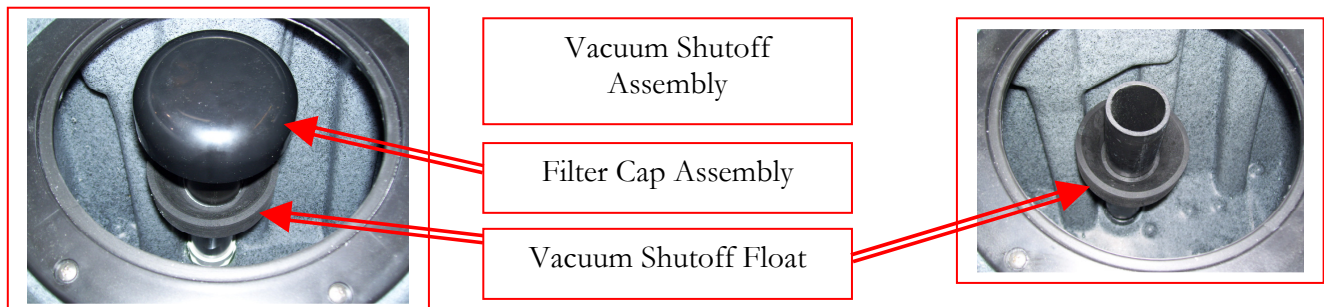 Vacuum Shutoff
Assembly
Filter Cap Assembly
Vacuum Shutoff Float